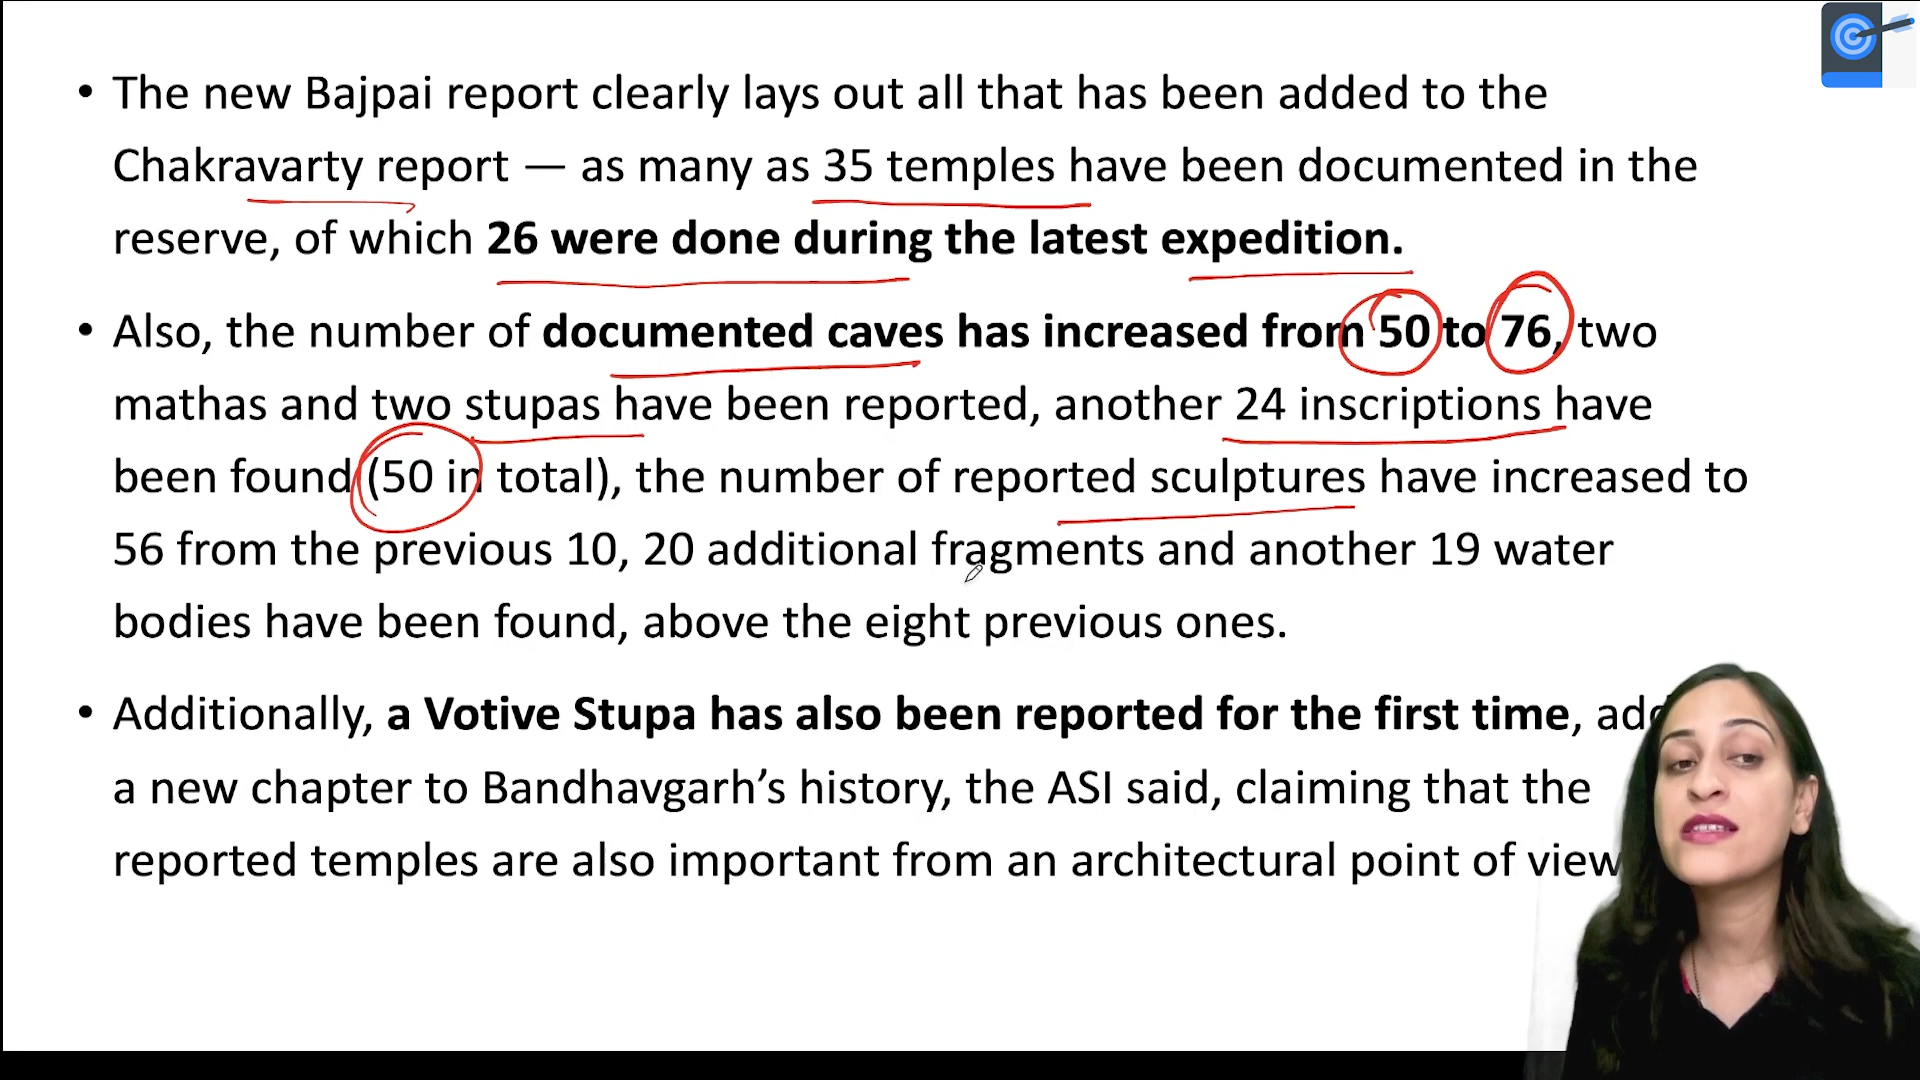 • The new Bajpai report clearly lays out all that has been added to the
Chakravarty report — as many as 35 temples have been documented in the
reserve, of which 26 were done during the latest expedition.
• Also, the number of documented caves has increased from 50 to 76, two
mathas and two stupas have been reported, another 24 inscriptions have
been found (50 in total), the number of reported sculptures have increased to
56 from the previous 10, 20 additional fragments and another 19 water
bodies have been found, above the eight previous ones.
• Additionally, a Votive Stupa has also been reported for the first time,
a new chapter to Bandhavgarh’s history, the ASI said, claiming that the
reported temples are also important from an architectural point of view